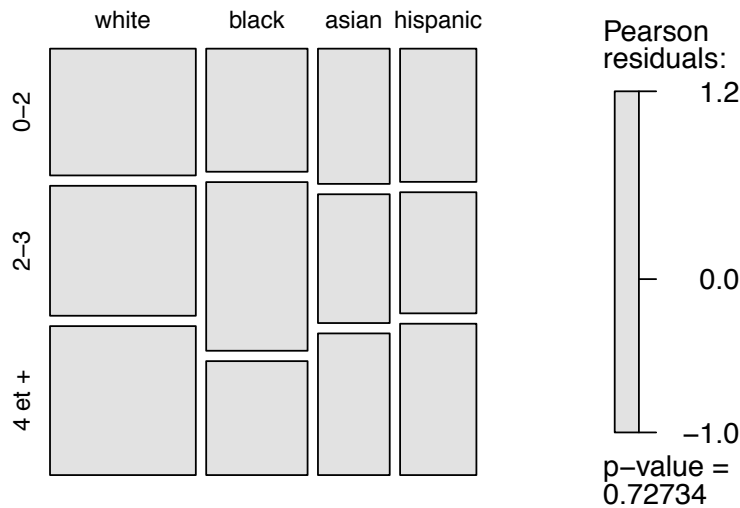 white black asian hispanic
0−2
2−3
4 et +
Pearson
residuals:
1.2
0.0
−1.0
p−value =
0.72734